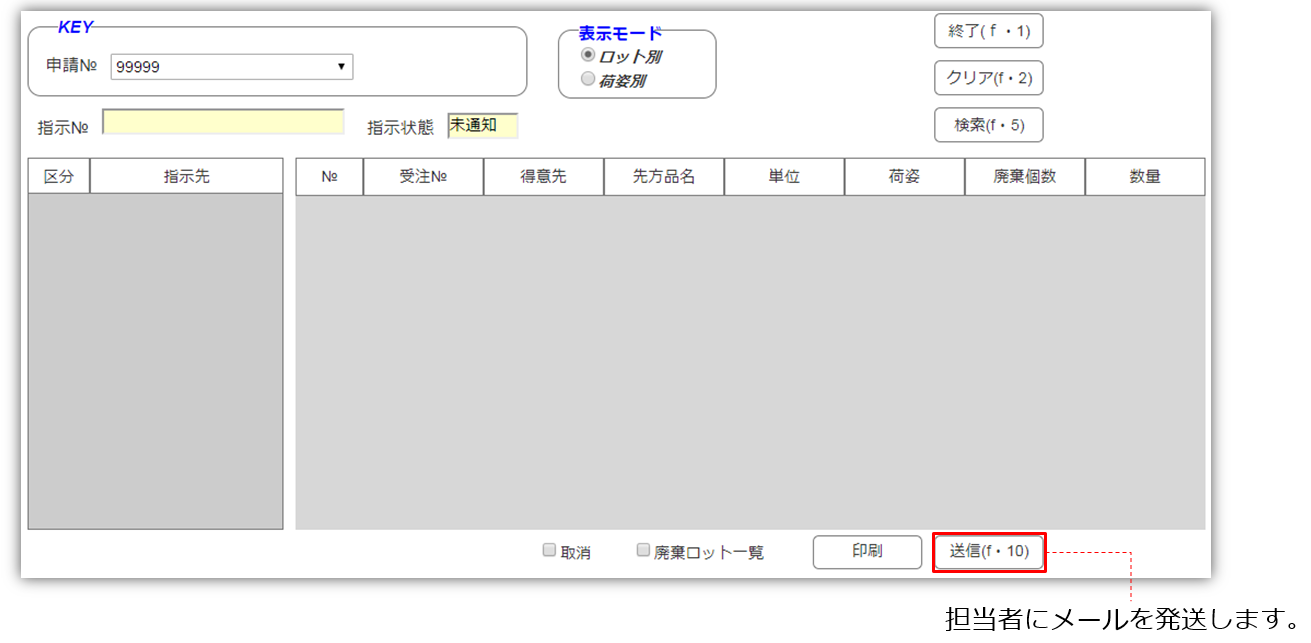 KEY
申請№ 99999
表示モード
ロット別
荷姿別
終了(ｆ・1)
クリア(f・2)
検索(f・5)
指示№ 指示状態 未通知
区分 指示先
№ 受注№ 得意先 先方品名 単位 荷姿 廃棄個数 数量
取消 廃棄ロット一覧 印刷 送信(f・10)
担当者にメールを発送します。